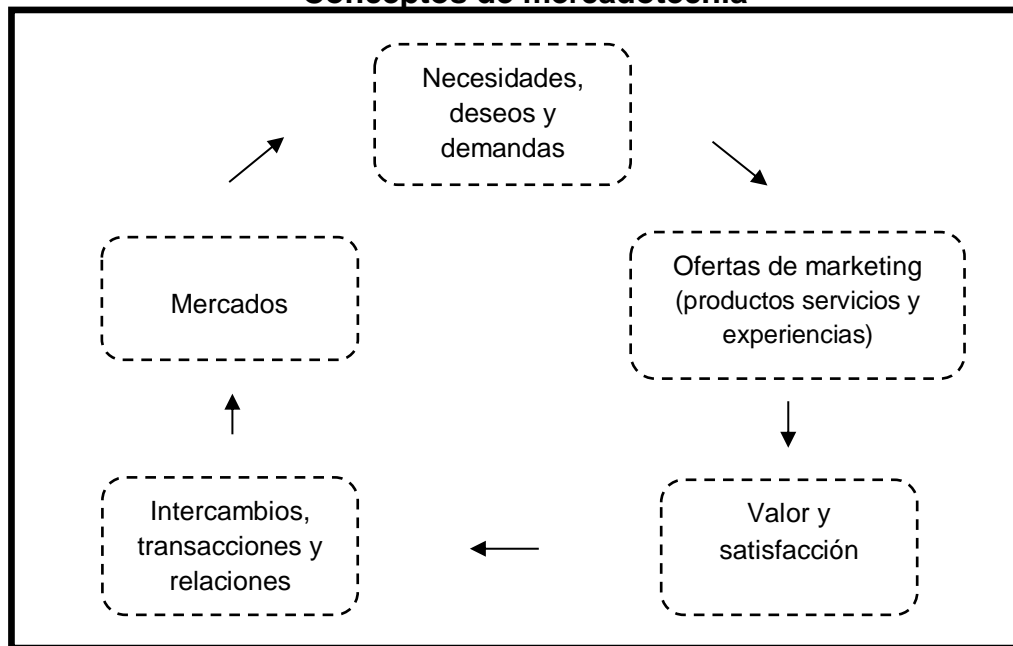 Conceptos de mercadotecnia
Necesidades,
deseos y
demandas
Ofertas de marketing
(productos servicios y
experiencias)
Valor y
satisfacción
Intercambios,
transacciones y
relaciones
Mercados